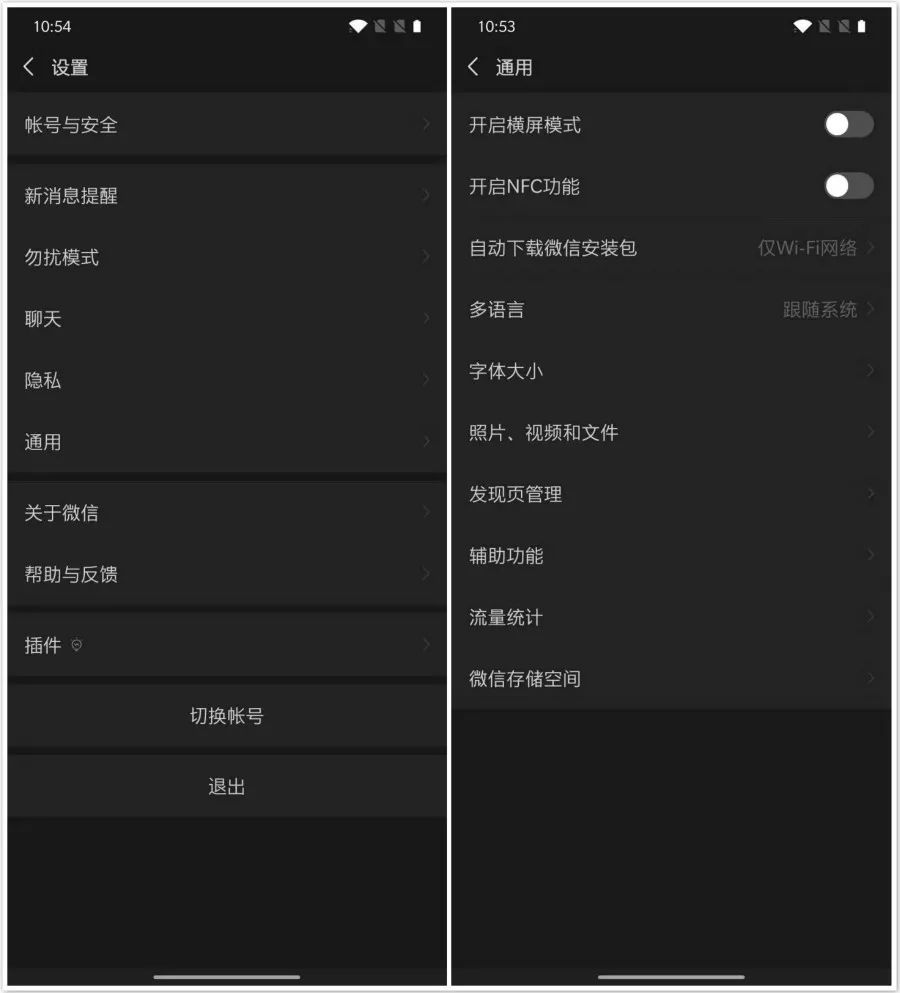 10:54
设置
帐号与安全
新消息提醒
勿扰模式
聊天
隐私
通用
关于微信
帮助与反馈
插件
切换帐号
退出
10:53
通用
开启横屏模式
开启NFC功能
自动下载微信安装包 仅Wi-Fi网络
多语言 跟随系统
字体大小
照片、视频和文件
发现页管理
辅助功能
流量统计
微信存储空间